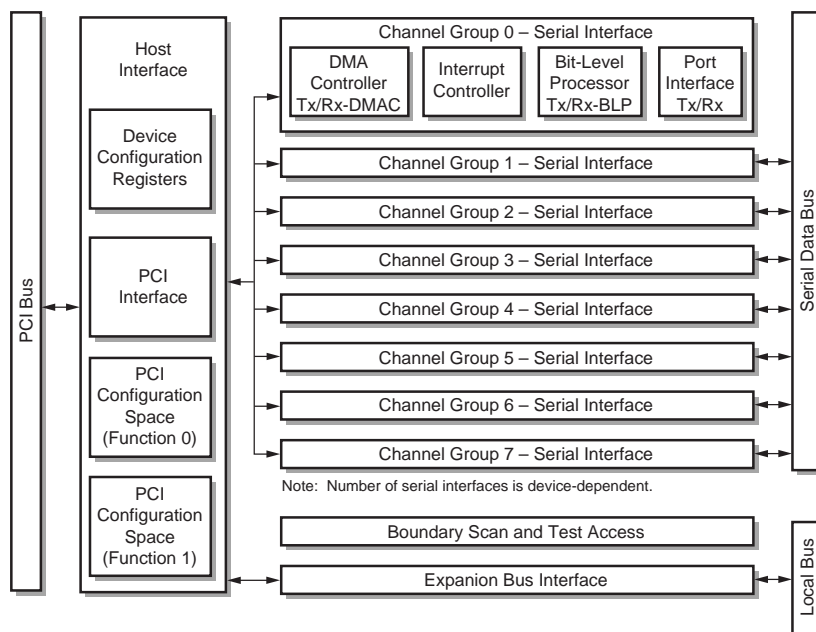 PCI Bus
Host
Interface
Device
Configuration
Registers
PCI
Interface
PCI
Configuration
Space
(Function 0)
PCI
Configuration
Space
(Function 1)
Channel Group 0 – Serial Interface
DMA
Controller
Tx/Rx-DMAC
Interrupt
Controller
Bit-Level
Processor
Tx/Rx-BLP
Port
Interface
Tx/Rx
Channel Group 1 – Serial Interface
Channel Group 2 – Serial Interface
Channel Group 3 – Serial Interface
Channel Group 4 – Serial Interface
Channel Group 5 – Serial Interface
Channel Group 6 – Serial Interface
Channel Group 7 – Serial Interface
Note: Number of serial interfaces is device-dependent.
Boundary Scan and Test Access
Expansion Bus Interface
Serial Data Bus
Local Bus